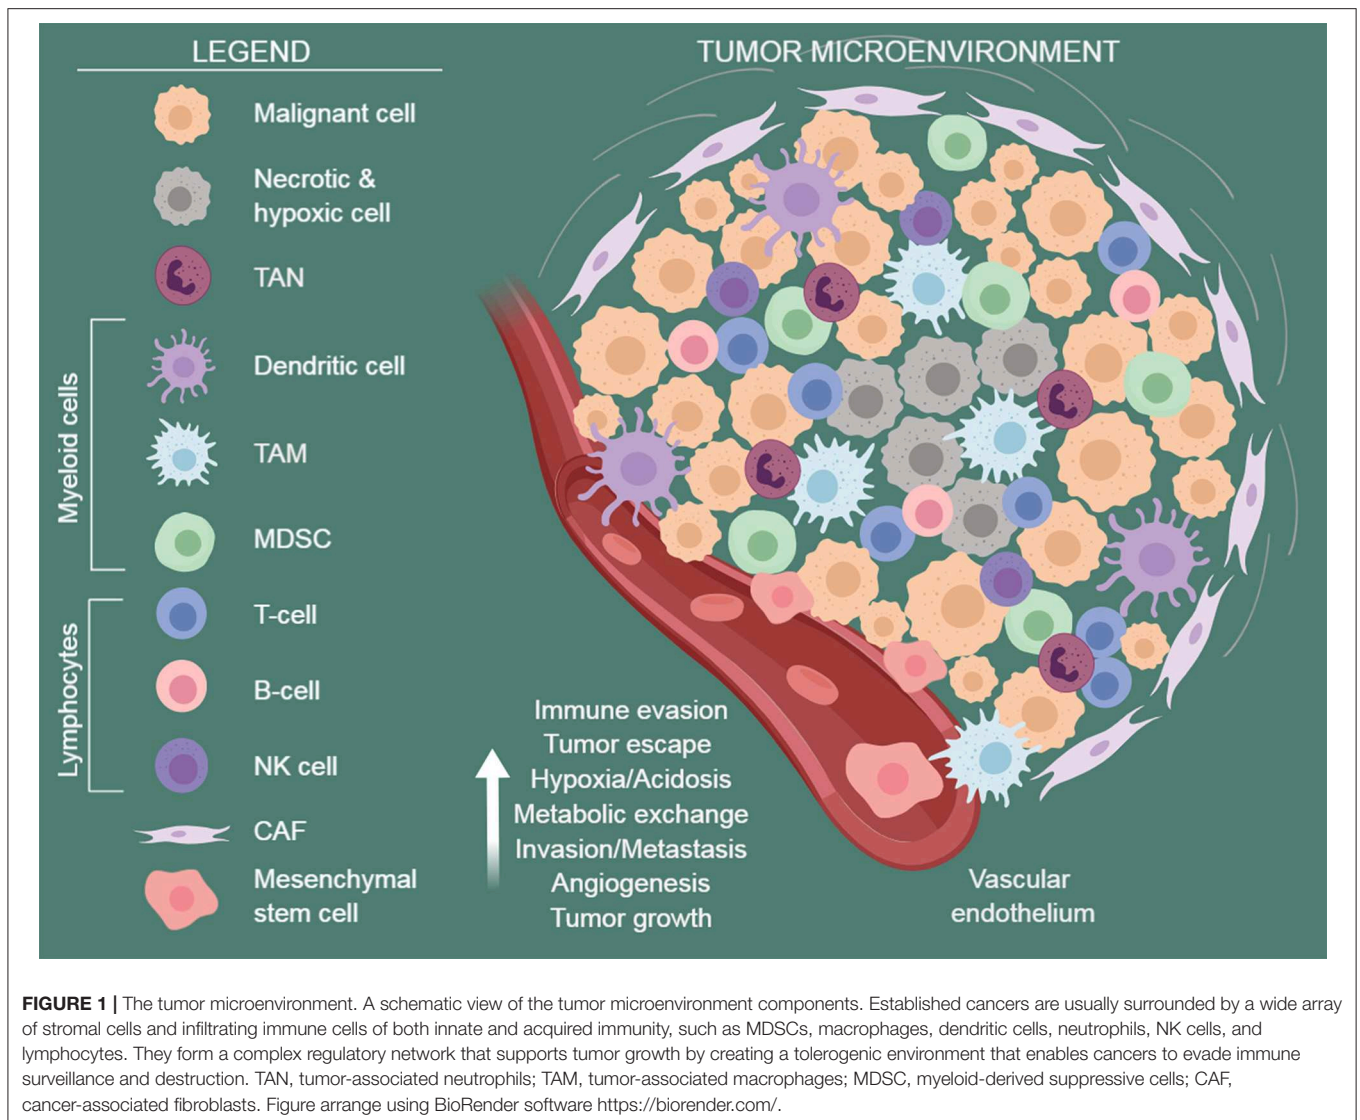 LEGEND
Malignant cell
Necrotic &
hypoxic cell
TAN
Myeloid cells
Dendritic cell
TAM
MDSC
Lymphocytes
T-cell
B-cell
NK cell
CAF
Mesenchymal
stem cell
TUMOR MICROENVIRONMENT
Immune evasion
Tumor escape
Hypoxia/Acidosis
Metabolic exchange
Invasion/Metastasis
Angiogenesis
Tumor growth
Vascular
endothelium
FIGURE 1 | The tumor microenvironment. A schematic view of the tumor microenvironment components. Established cancers are usually surrounded by a wide array
of stromal cells and infiltrating immune cells of both innate and acquired immunity, such as MDSCs, macrophages, dendritic cells, neutrophils, NK cells, and
lymphocytes. They form a complex regulatory network that supports tumor growth by creating a tolerogenic environment that enables cancers to evade immune
surveillance and destruction. TAN, tumor-associated neutrophils; TAM, tumor-associated macrophages; MDSC, myeloid-derived suppressive cells; CAF,
cancer-associated fibroblasts. Figure arrange using BioRender software https://biorender.com/.